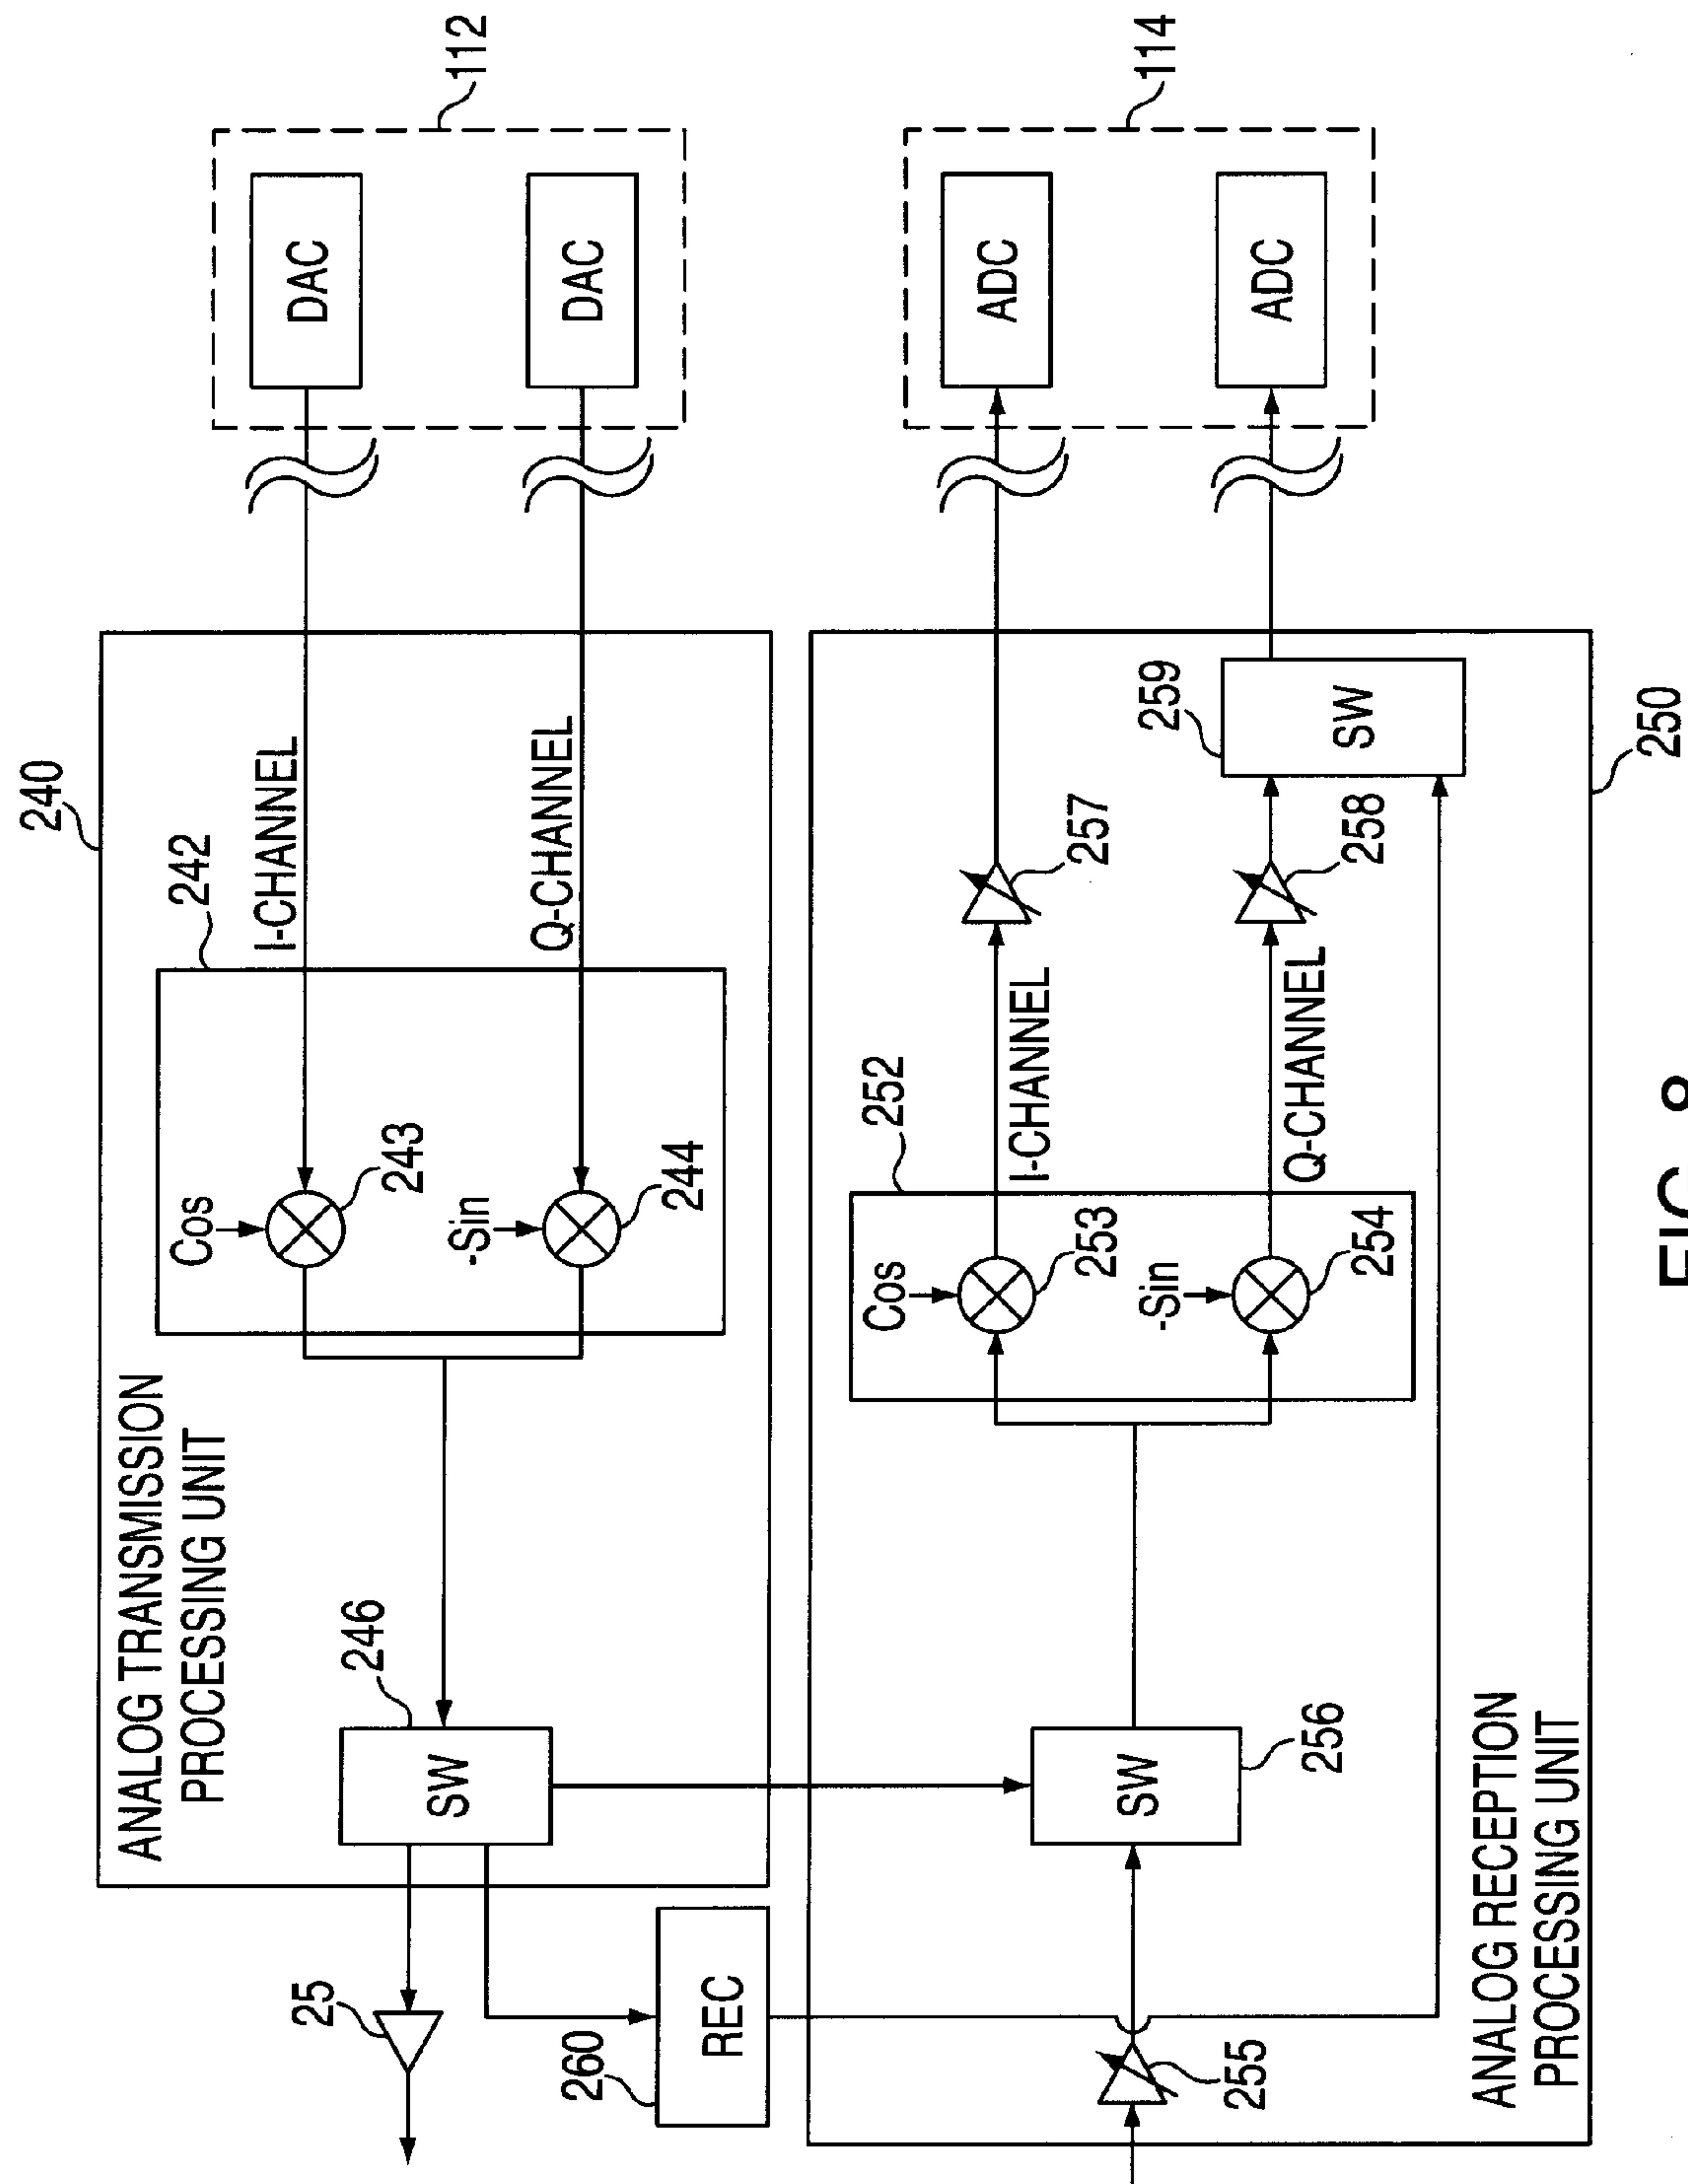 240
ANALOG TRANSMISSION
PROCESSING UNIT
242
112
Cos
I-CHANNEL
DAC
243
246
25
-Sin
Q-CHANNEL
DAC
SW
244
260
REC
252
114
Cos
I-CHANNEL
ADC
253
257
259
SW
-Sin
Q-CHANNEL
ADC
255
256
254
258
SW
ANALOG RECEPTION
PROCESSING UNIT
250